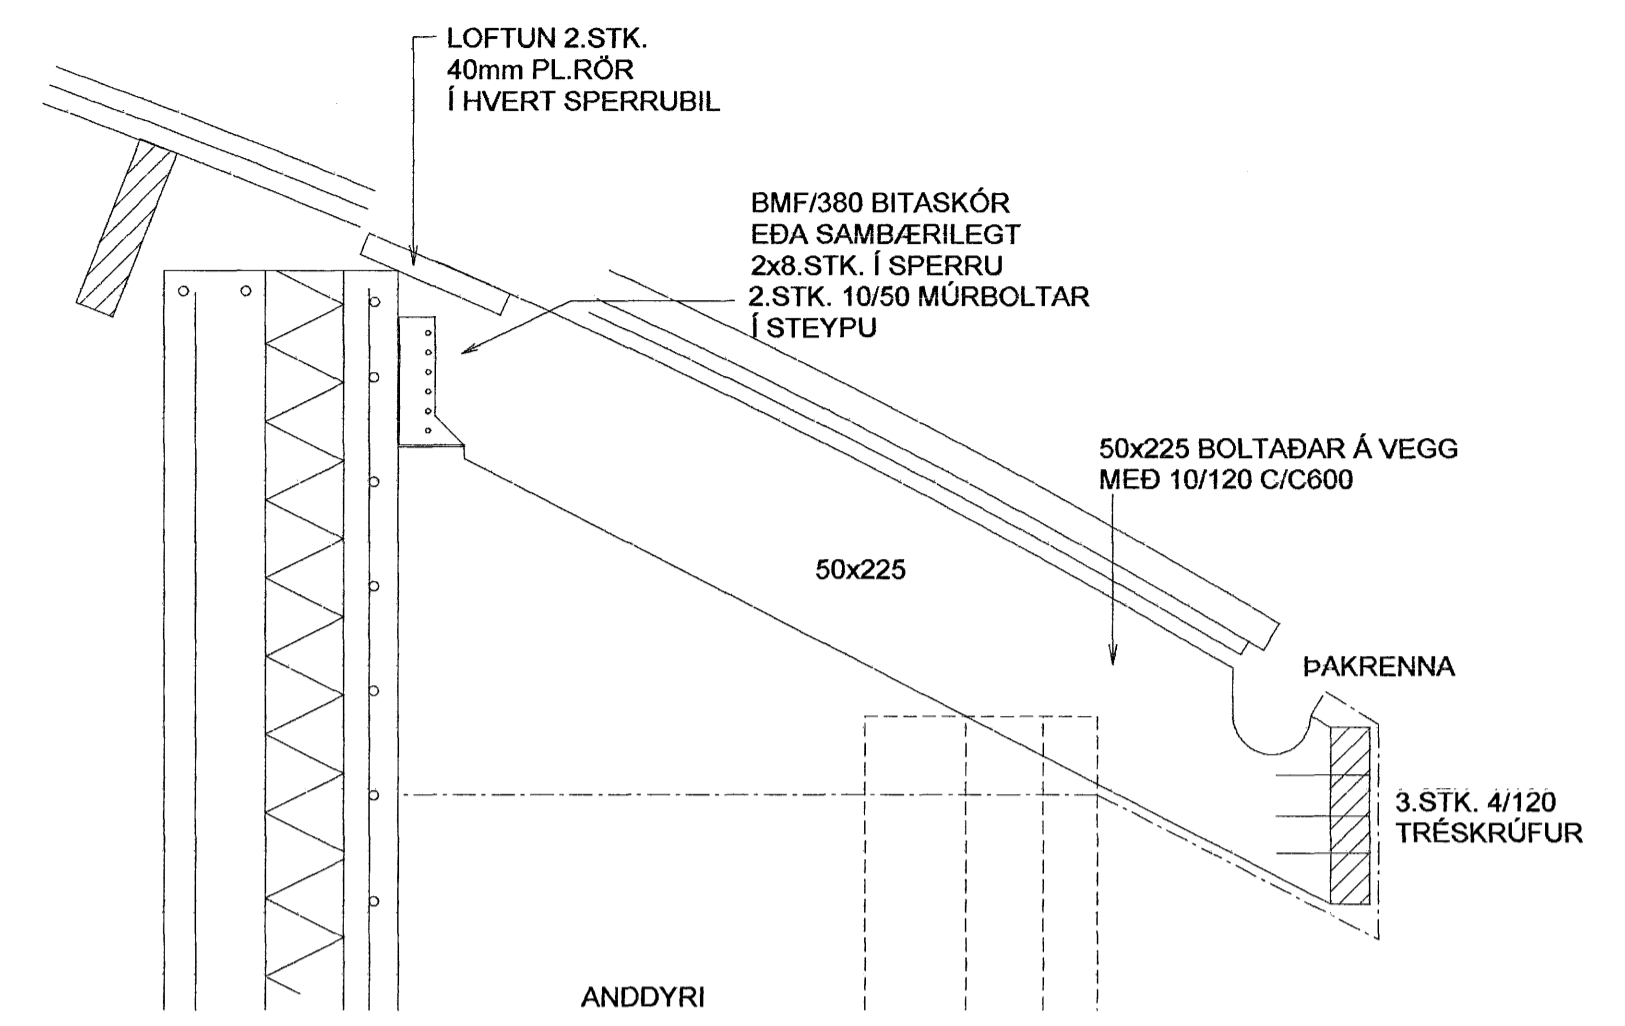 LOFTUN 2.STK.
40mm PL.RÖR
Í HVERT SPERRUBIL
BMF/380 BITASKÓR
EÐA SAMBÆRILEGT
2x8.STK. Í SPERRU
2.STK. 10/50 MÚRBOLTAR
Í STEYPU
50x225 BOLTAÐAR Á VEGG
MEÐ 10/120 C/C600
50x225
ÞAKRENNA
3.STK. 4/120
TRÉSKRÚFUR
ANDDYRI